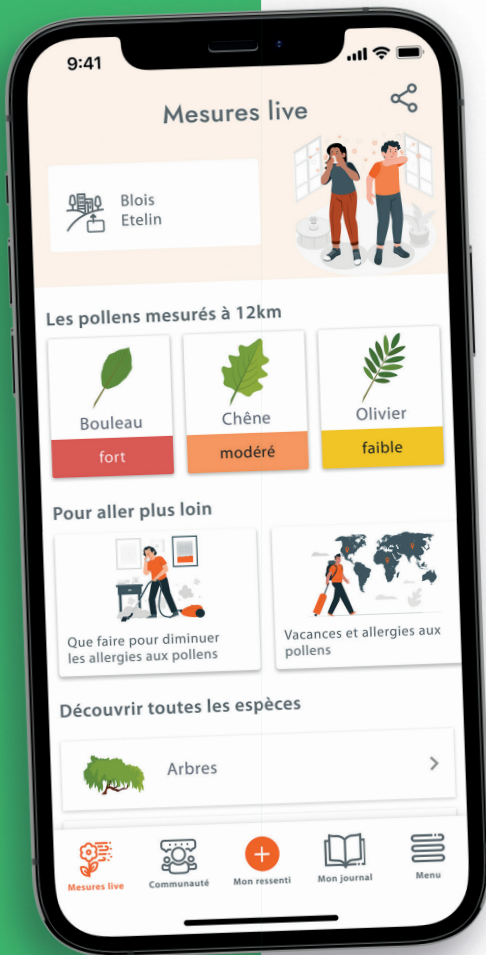 9:41
Mesures live
Blois
Etelin
Les pollens mesurés à 12km
Bouleau
fort
Chêne
modéré
Olivier
faible
Pour aller plus loin
Que faire pour diminuer
les allergies aux pollens
Vacances et allergies aux
pollens
Découvrir toutes les espèces
Arbres
Mesures live
Communauté
Mon ressenti
Mon journal
Menu